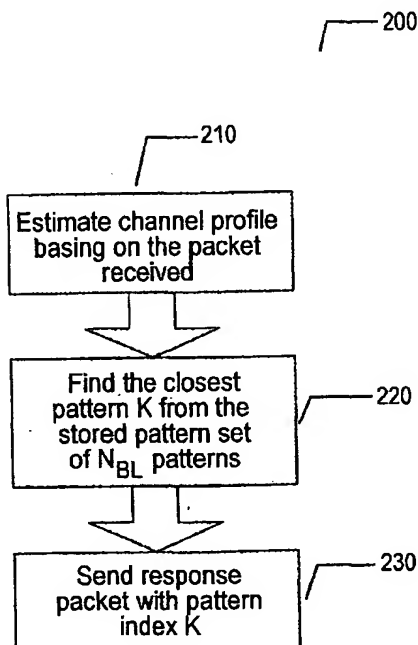 200
210
Estimate channel profile
basing on the packet
received
Find the closest
pattern K from the
stored pattern set
of N_BL patterns
220
Send response
packet with pattern
index K
230